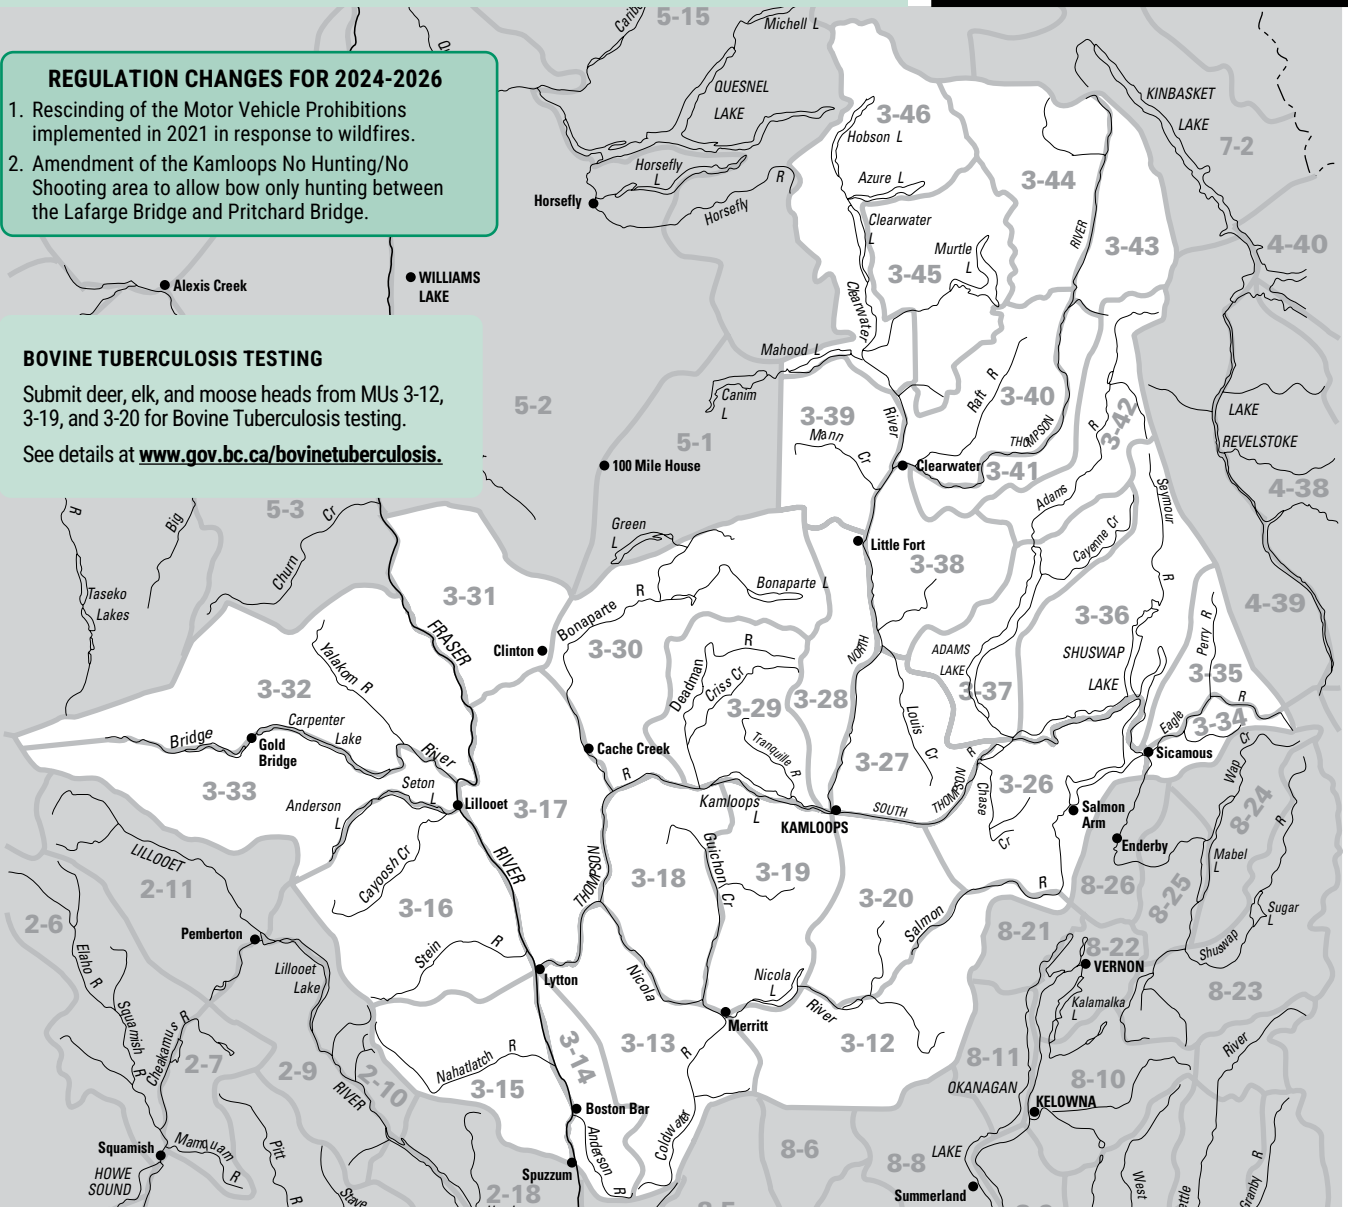 REGULATION CHANGES FOR 2024-2026
1. Rescinding of the Motor Vehicle Prohibitions
implemented in 2021 in response to wildfires.
2. Amendment of the Kamloops No Hunting/No
Shooting area to allow bow only hunting between
the Lafarge Bridge and Pritchard Bridge.
BOVINE TUBERCULOSIS TESTING
Submit deer, elk, and moose heads from MUs 3-12,
3-19, and 3-20 for Bovine Tuberculosis testing.
See details at www.gov.bc.ca/bovinetuberculosis.
5-15
Michell L
QUESNEL
LAKE
Horsefly
L
Horsefly
R
Horsefly
Alexis Creek
WILLIAMS
LAKE
3-46
Hobson L
Azure L
Clearwater
L
Murtle
L
3-45
3-44
RIVER
3-43
KINBASKET
LAKE
7-2
4-40
Clearwater
Mahood L
Canim
L
5-2
5-1
100 Mile House
3-39
Mann
Cr
River
Clearwater
Raft R
3-40
THOMPSON
3-41
3-42
R
Adams
Cayenne Cr
Seymour
R
LAKE
REVELSTOKE
4-38
4-39
5-3
R
Big
Churn
Cr
Taseko
Lakes
Green
L
Little Fort
3-38
3-31
FRASER
Clinton
Bonaparte
R
Bonaparte L
3-30
NORTH
ADAMS
LAKE
3-37
3-36
SHUSWAP
LAKE
Perry R
3-35
R
3-34
Eagle
Sicamous
3-32
Yalakom R
Bridge
Gold
Bridge
Carpenter
Lake
River
3-33
Anderson
L
Seton
L
Lillooet
3-17
Cache Creek
R
Deadman
R
Criss Cr
3-29
Tranquille R
3-28
3-27
Louis
Cr
Kamloops
L
KAMLOOPS
SOUTH
THOMPSON
R
Chase
Cr
3-26
Salmon
Arm
Enderby
Wap
Cr
8-24
R
Mabel
L
Sugar
L
8-25
8-26
LILLOOET
2-11
2-6
Elaho R
Pemberton
Lillooet
Lake
Cayoosh Cr
3-16
Stein
R
RIVER
THOMPSON
3-18
Guichon
Cr
3-19
3-20
Salmon
R
8-21
8-22
VERNON
Kalamalka
L
Shuswap
8-23
Lytton
Nicola
Nicola
L
Merritt
River
3-12
3-13
3-14
R
Coldwater
Nahatlatch R
3-15
Boston Bar
Anderson
R
Spuzzum
Squamish
R
Cheakamus R
2-7
2-9
2-10
RIVER
Squamish
HOWE
SOUND
Mamquam
R
Pitt
R
Stave
2-18
8-6
8-8
8-11
OKANAGAN
LAKE
KELOWNA
8-10
Summerland
West
River
Granby R